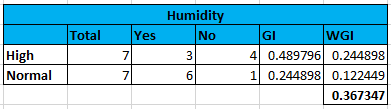 Humidity
Total Yes No GI WGI
High 7 3 4 0.489796 0.244898
Normal 7 6 1 0.244898 0.122449
0.367347